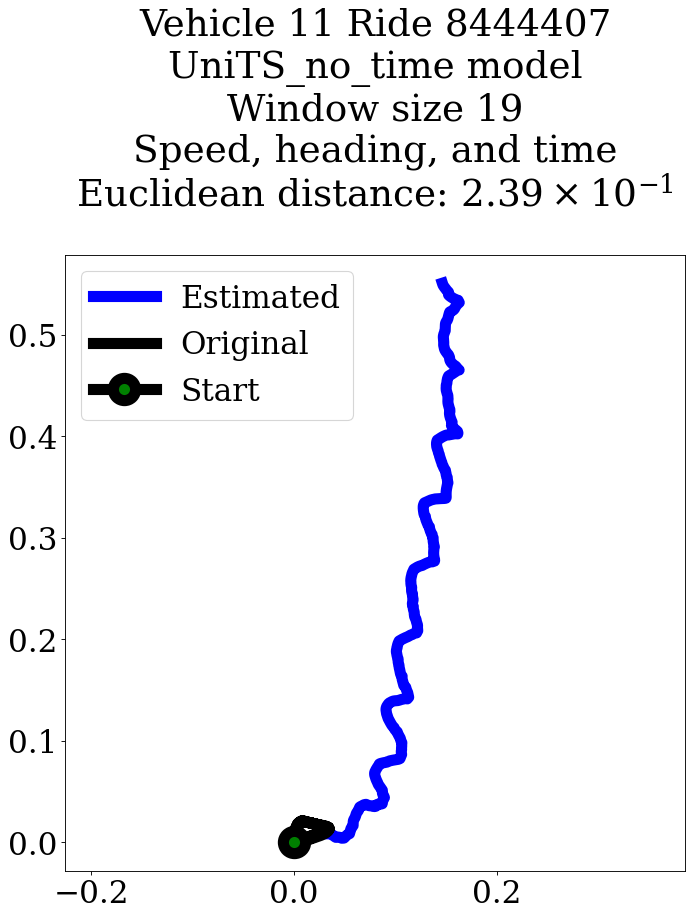 Vehicle 11 Ride 8444407
UniTS_no_time model
Window size 19
Speed, heading, and time
Euclidean distance: 2.39 × 10⁻¹
Estimated
Original
Start
0.5
0.4
0.3
0.2
0.1
0.0
−0.2 0.0 0.2